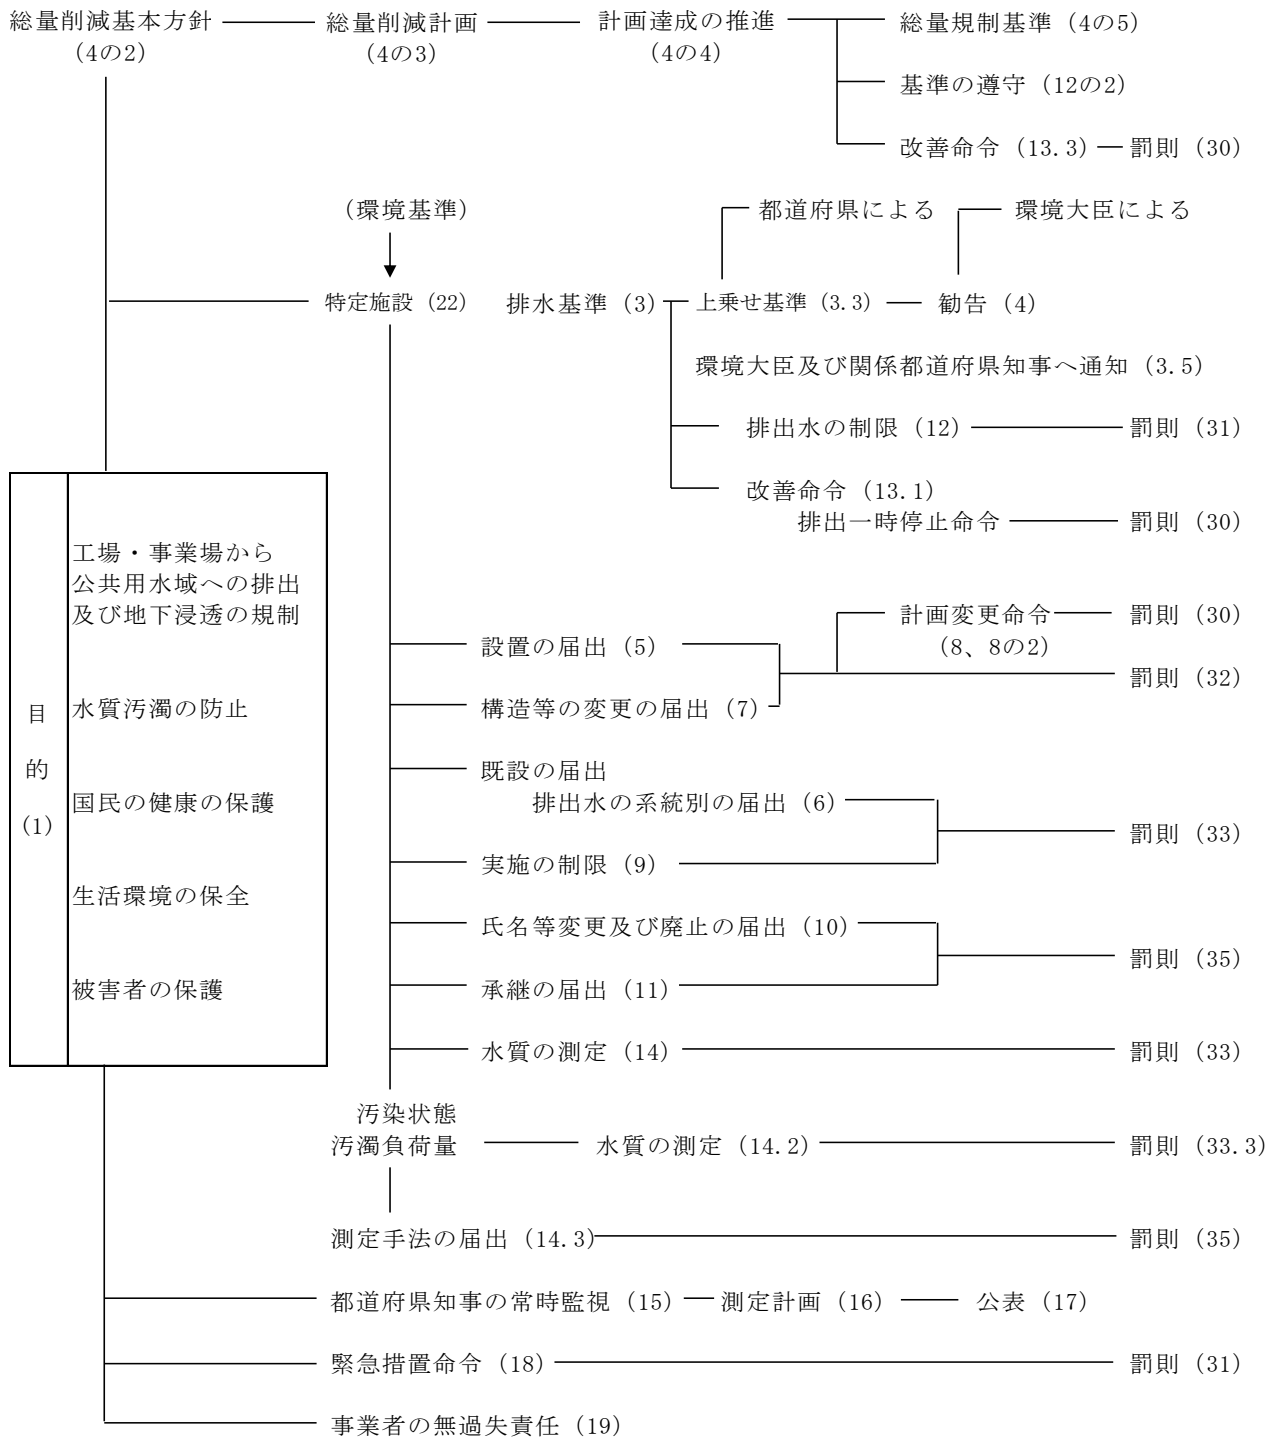 総量削減基本方針 総量削減計画 計画達成の推進 総量規制基準（4の5）
（4の2） （4の3） （4の4）
基準の遵守（12の2）
改善命令（13.3） 罰則（30）
（環境基準） 都道府県による 環境大臣による
特定施設（22） 排水基準（3） 上乗せ基準（3.3） 勧告（4）
環境大臣及び関係都道府県知事へ通知（3.5）
排出水の制限（12） 罰則（31）
改善命令（13.1）
排出一時停止命令 罰則（30）
目的（1）
工場・事業場から
公共用水域への排出
及び地下浸透の規制
水質汚濁の防止
国民の健康の保護
生活環境の保全
被害者の保護
計画変更命令 罰則（30）
（8、8の2）
設置の届出（5）
罰則（32）
構造等の変更の届出（7）
既設の届出
排出水の系統別の届出（6）
罰則（33）
実施の制限（9）
氏名等変更及び廃止の届出（10）
罰則（35）
承継の届出（11）
水質の測定（14） 罰則（33）
汚染状態
汚濁負荷量 水質の測定（14.2） 罰則（33.3）
測定手法の届出（14.3） 罰則（35）
都道府県知事の常時監視（15） 測定計画（16） 公表（17）
緊急措置命令（18） 罰則（31）
事業者の無過失責任（19）